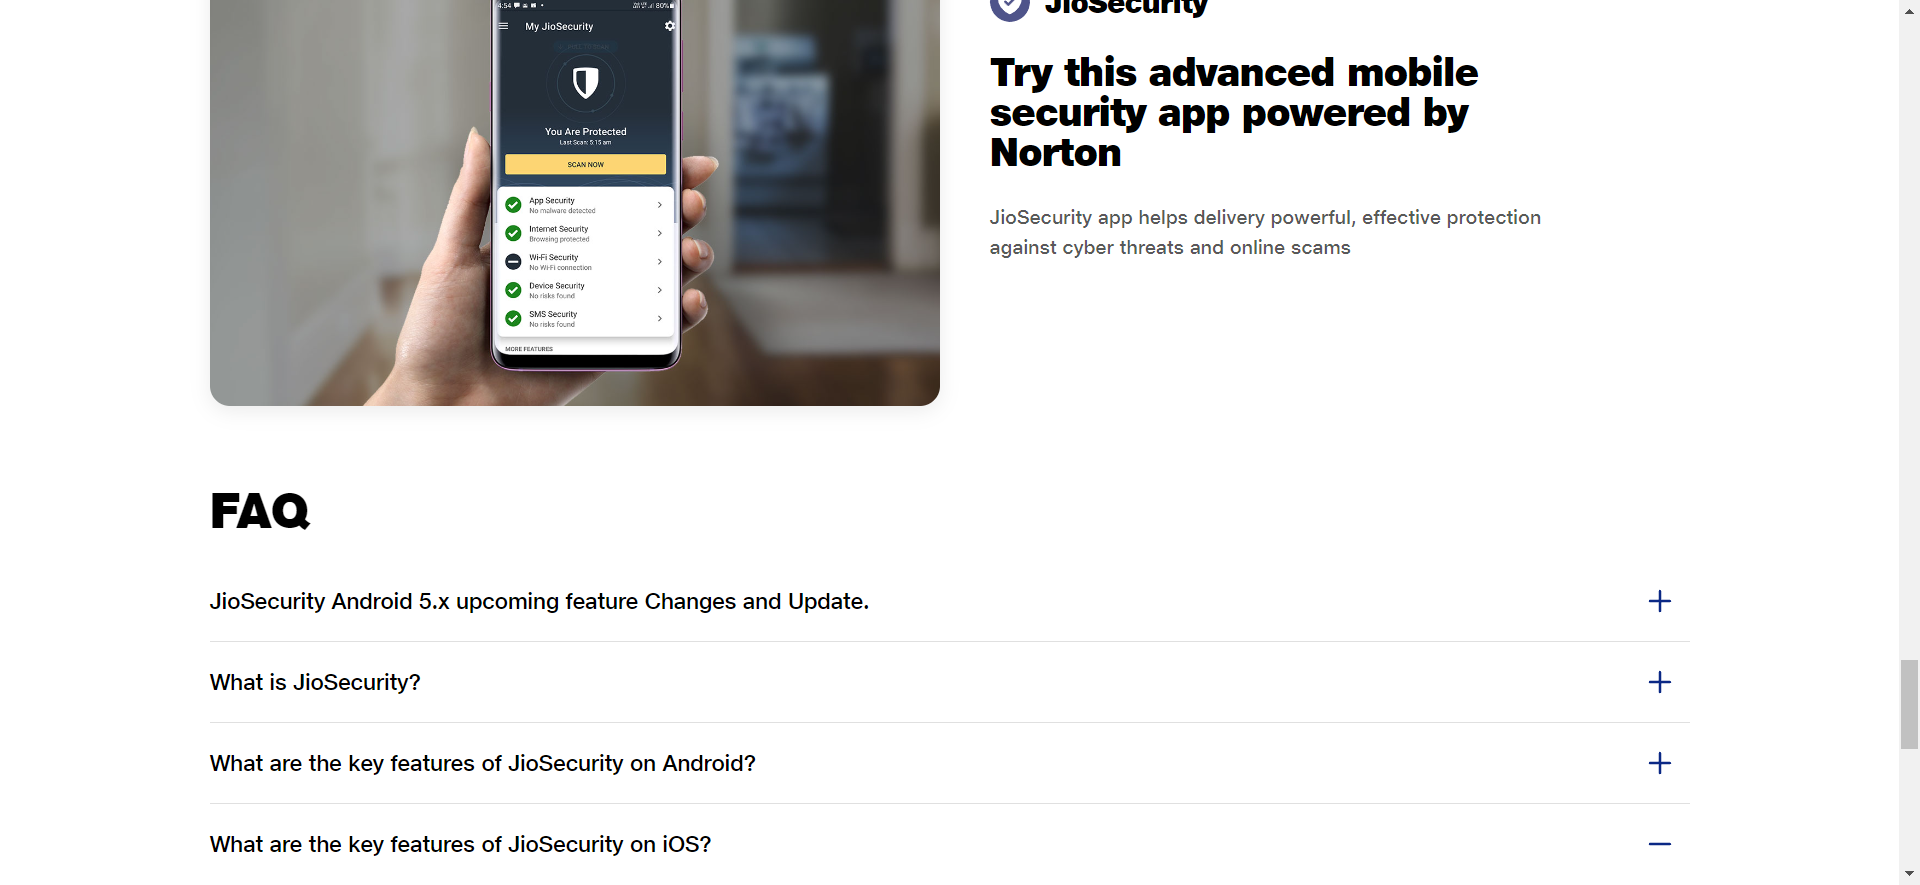 4:54
80%
My JioSecurity
You Are Protected
Last Scan: 5:15 am
SCAN NOW
App Security
No malware detected
Internet Security
Browsing protected
Wi-Fi Security
No Wi-Fi connection
Device Security
No risks found
SMS Security
No risks found
MORE FEATURES
JioSecurity
Try this advanced mobile
security app powered by
Norton
JioSecurity app helps delivery powerful, effective protection
against cyber threats and online scams
FAQ
JioSecurity Android 5.x upcoming feature Changes and Update.
What is JioSecurity?
What are the key features of JioSecurity on Android?
What are the key features of JioSecurity on iOS?